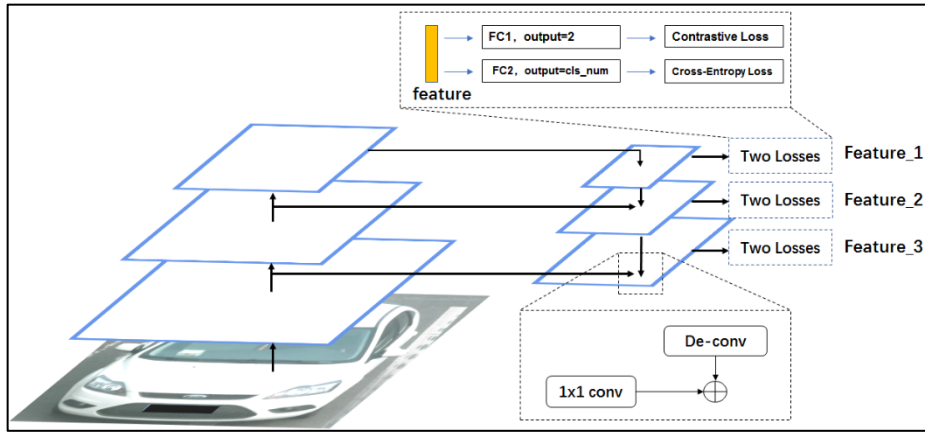 FC1, output=2
Contrastive Loss
FC2, output=cls_num
Cross-Entropy Loss
feature
Two Losses
Feature_1
Two Losses
Feature_2
Two Losses
Feature_3
De-conv
1x1 conv